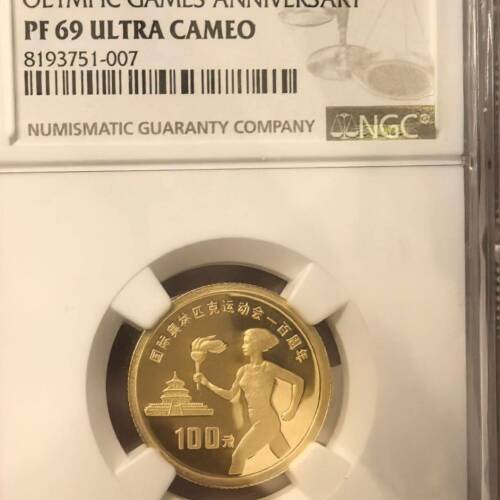 OLYMPIC GAMES ANNIVERSARY
PF 69 ULTRA CAMEO
8193751-007
NUMISMATIC GUARANTY COMPANY
NGC®
国际奥林匹克运动会一百周年
100元